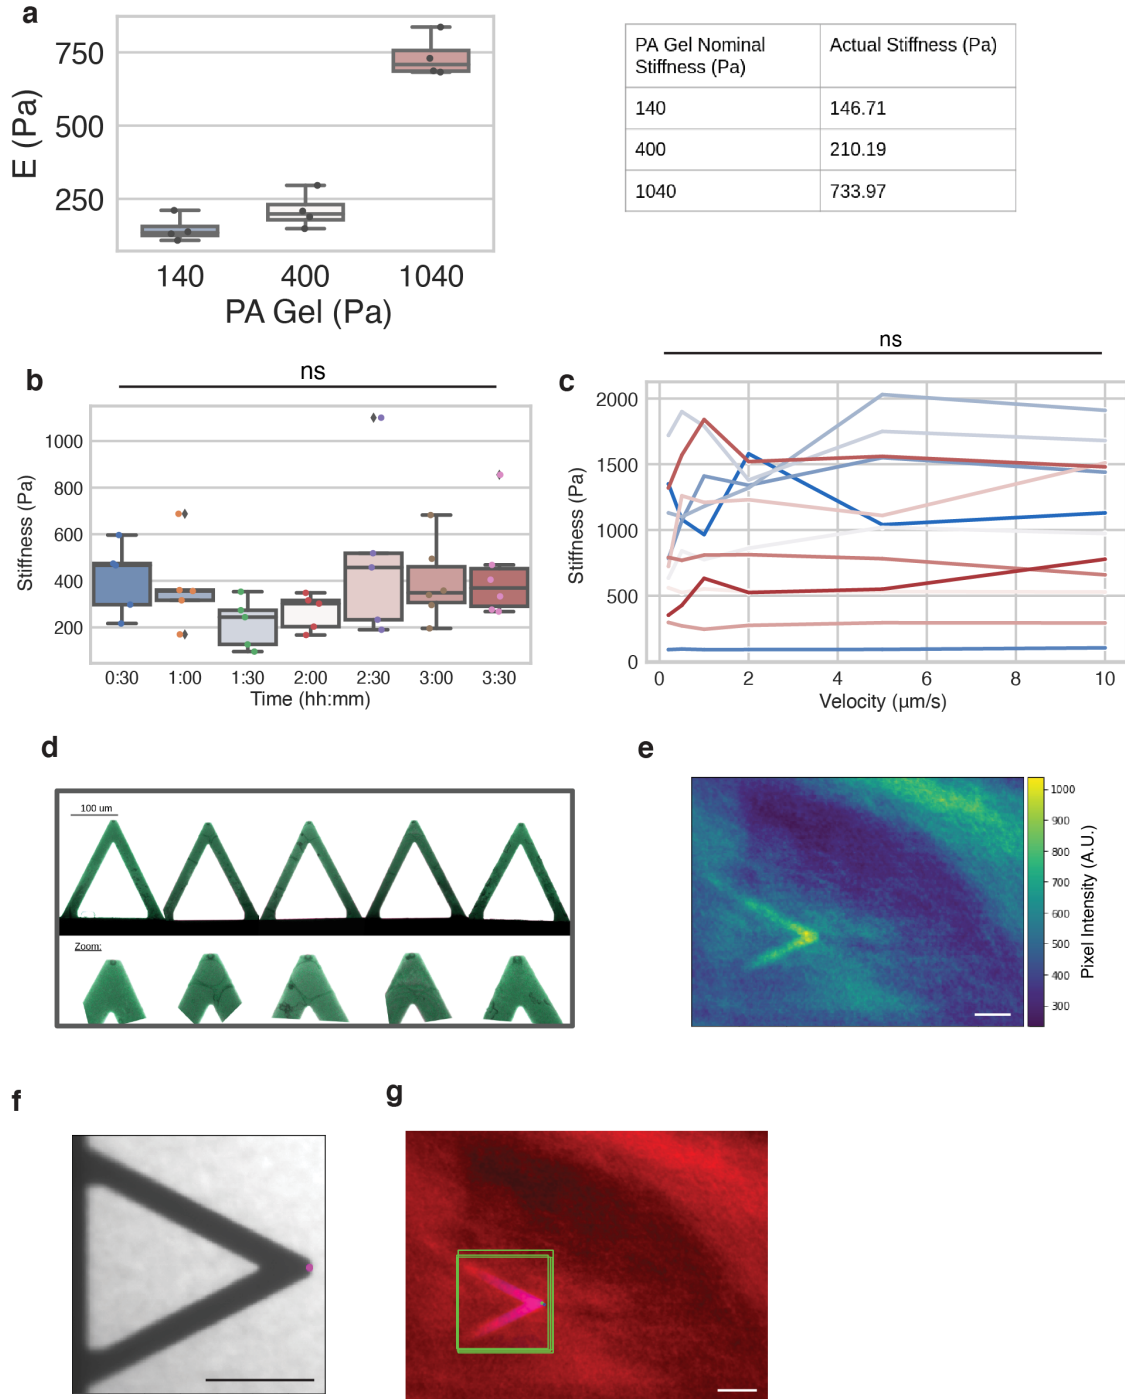 a
E (Pa)
750
500
250
140 400 1040
PA Gel (Pa)
PA Gel Nominal Stiffness (Pa) Actual Stiffness (Pa)
140 146.71
400 210.19
1040 733.97
b
ns
Stiffness (Pa)
1000
800
600
400
200
0:30 1:00 1:30 2:00 2:30 3:00 3:30
Time (hh:mm)
c
ns
Stiffness (Pa)
2000
1500
1000
500
0
0 2 4 6 8 10
Velocity (µm/s)
d
100 um
Zoom:
e
1000
900
800
700
600
500
400
300
Pixel Intensity (A.U.)
f
g